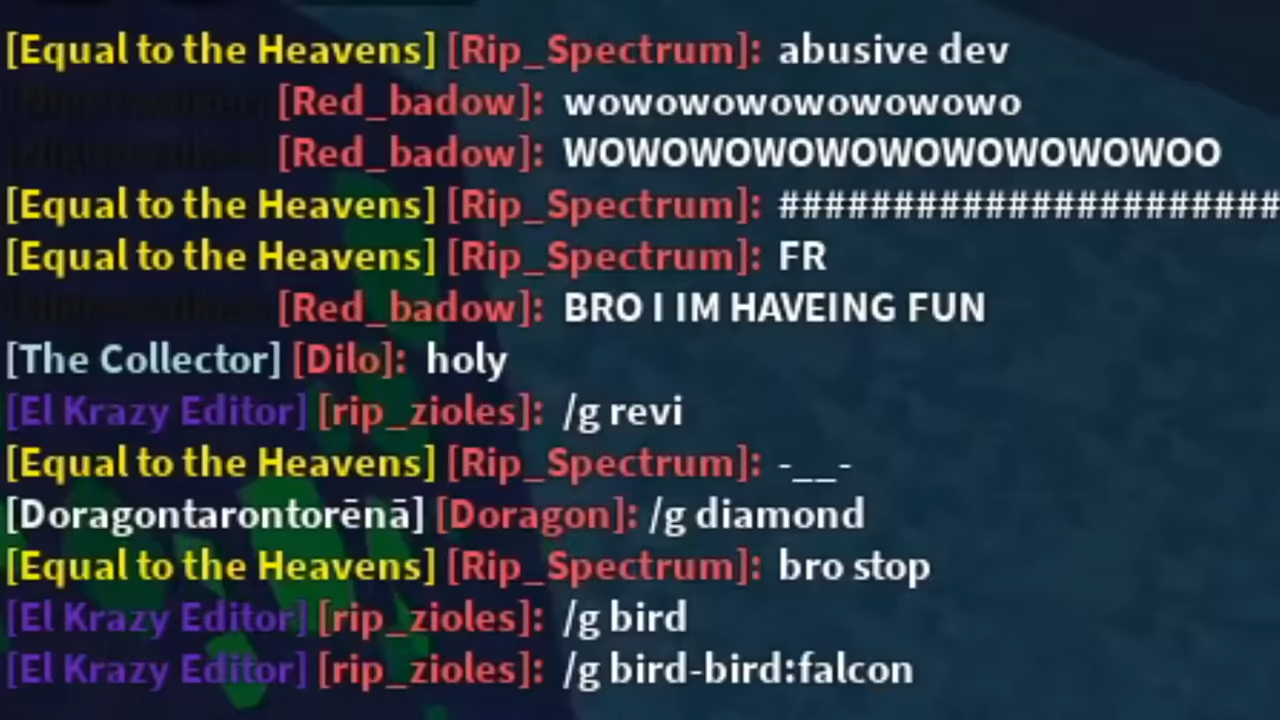 [Equal to the Heavens] [Rip_Spectrum]: abusive dev
[Red_badow]: wowowowowowowowo
[Red_badow]: WOWOWOWOWOWOWOWOWOWOO
[Equal to the Heavens] [Rip_Spectrum]: ######################
[Equal to the Heavens] [Rip_Spectrum]: FR
[Red_badow]: BRO I IM HAVEING FUN
[The Collector] [Dilo]: holy
[El Krazy Editor] [rip_zioles]: /g revi
[Equal to the Heavens] [Rip_Spectrum]: -__-
[Doragontarontorēnā] [Doragon]: /g diamond
[Equal to the Heavens] [Rip_Spectrum]: bro stop
[El Krazy Editor] [rip_zioles]: /g bird
[El Krazy Editor] [rip_zioles]: /g bird-bird:falcon